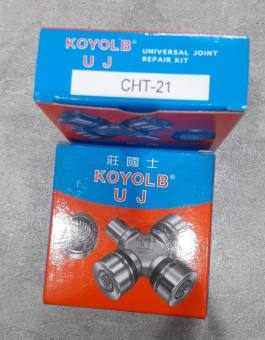 KOYOLB®
U J
UNIVERSAL JOINT
REPAIR KIT
CHT-21
莊國士
KOYOLB®
U J